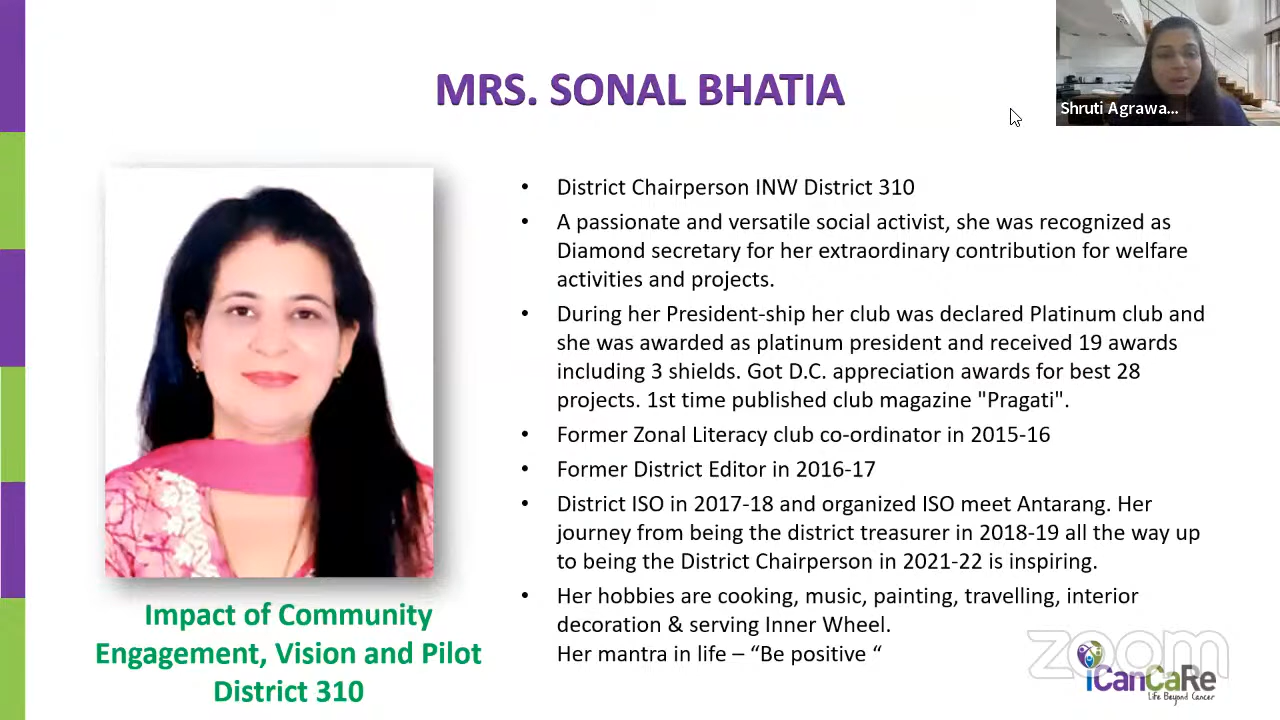 MRS. SONAL BHATIA
Shruti Agrawa...
• District Chairperson INW District 310
• A passionate and versatile social activist, she was recognized as
Diamond secretary for her extraordinary contribution for welfare
activities and projects.
• During her President-ship her club was declared Platinum club and
she was awarded as platinum president and received 19 awards
including 3 shields. Got D.C. appreciation awards for best 28
projects. 1st time published club magazine "Pragati".
• Former Zonal Literacy club co-ordinator in 2015-16
• Former District Editor in 2016-17
• District ISO in 2017-18 and organized ISO meet Antarang. Her
journey from being the district treasurer in 2018-19 all the way up
to being the District Chairperson in 2021-22 is inspiring.
• Her hobbies are cooking, music, painting, travelling, interior
decoration & serving Inner Wheel.
Her mantra in life – “Be positive “
Impact of Community
Engagement, Vision and Pilot
District 310
zoom
iCanCaRe
Life Beyond Cancer